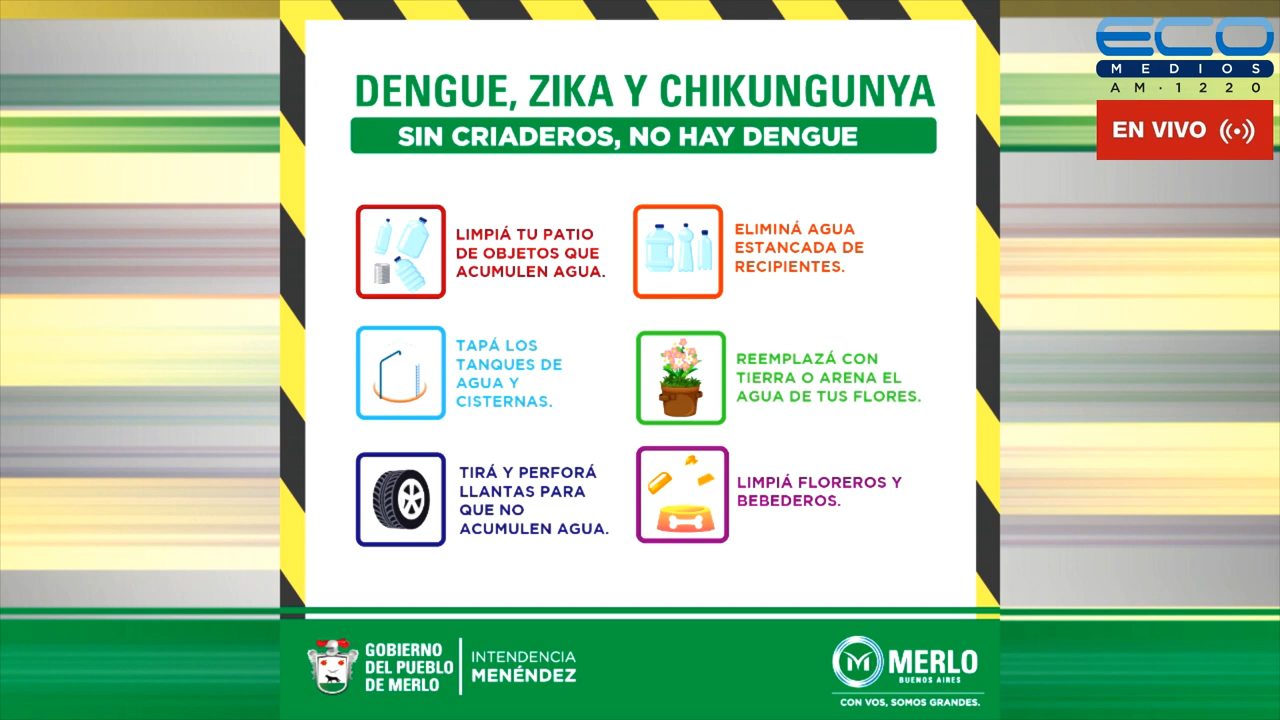 DENGUE, ZIKA Y CHIKUNGUNYA
SIN CRIADEROS, NO HAY DENGUE
LIMPIÁ TU PATIO
DE OBJETOS QUE
ACUMULEN AGUA.
ELIMINÁ AGUA
ESTANCADA DE
RECIPIENTES.
TAPÁ LOS
TANQUES DE
AGUA Y
CISTERNAS.
REEMPLAZÁ CON
TIERRA O ARENA EL
AGUA DE TUS FLORES.
TIRÁ Y PERFORÁ
LLANTAS PARA
QUE NO
ACUMULEN AGUA.
LIMPIÁ FLOREROS Y
BEBEDEROS.
GOBIERNO
DEL PUEBLO
DE MERLO
INTENDENCIA
MENÉNDEZ
MERLO
BUENOS AIRES
CON VOS, SOMOS GRANDES.
ECO
MEDIOS
AM·1220
EN VIVO